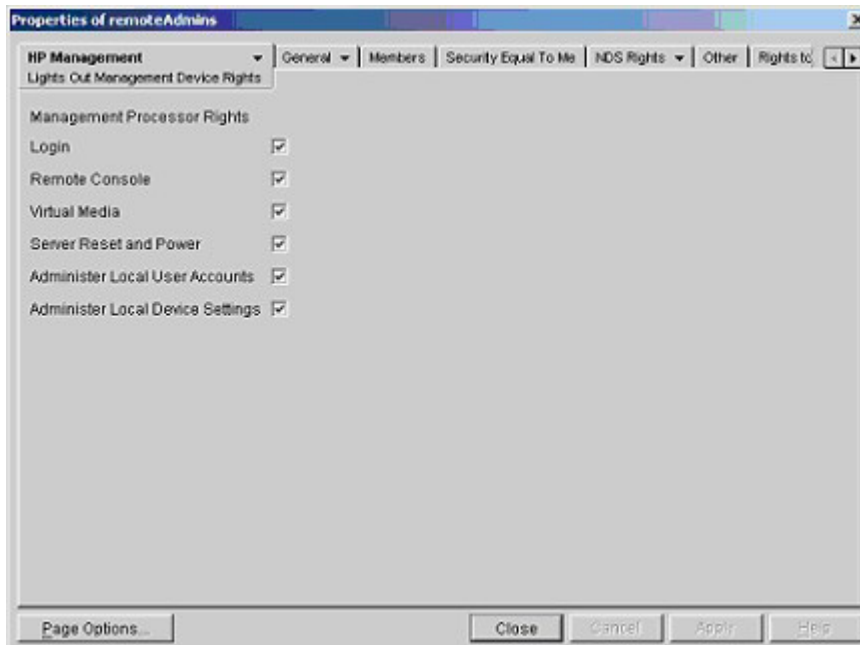 Properties of remoteAdmins
HP Management
General
Members
Security Equal To Me
NDS Rights
Other
Rights to
Lights Out Management Device Rights
Management Processor Rights
Login
Remote Console
Virtual Media
Server Reset and Power
Administer Local User Accounts
Administer Local Device Settings
Page Options...
Close
Cancel
Apply
Help